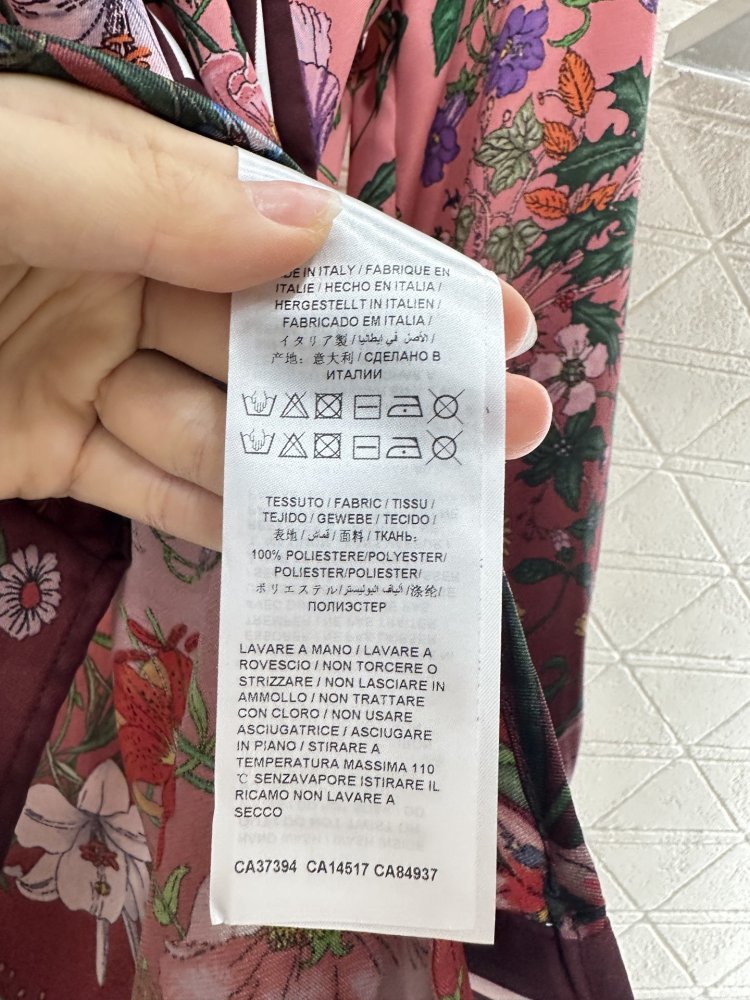 DE IN ITALY / FABRIQUE EN
ITALIE / HECHO EN ITALIA /
HERGESTELLT IN ITALIEN /
FABRICADO EM ITALIA /
イタリア製 / الأصل في إيطاليا /
产地: 意大利 / СДЕЛАНО В
ИТАЛИИ
TESSUTO / FABRIC / TISSU /
TEJIDO / GEWEBE / TECIDO /
表地 / قماش / 面料 / ТКАНЬ:
100% POLIESTERE/POLYESTER/
POLIESTER/POLIESTER/
ポリエステル / ألياف البوليستر / 涤纶/
ПОЛИЭСТЕР
LAVARE A MANO / LAVARE A
ROVESCIO / NON TORCERE O
STRIZZARE / NON LASCIARE IN
AMMOLLO / NON TRATTARE
CON CLORO / NON USARE
ASCIUGATRICE / ASCIUGARE
IN PIANO / STIRARE A
TEMPERATURA MASSIMA 110
℃ SENZAVAPORE ISTIRARE IL
RICAMO NON LAVARE A
SECCO
CA37394 CA14517 CA84937